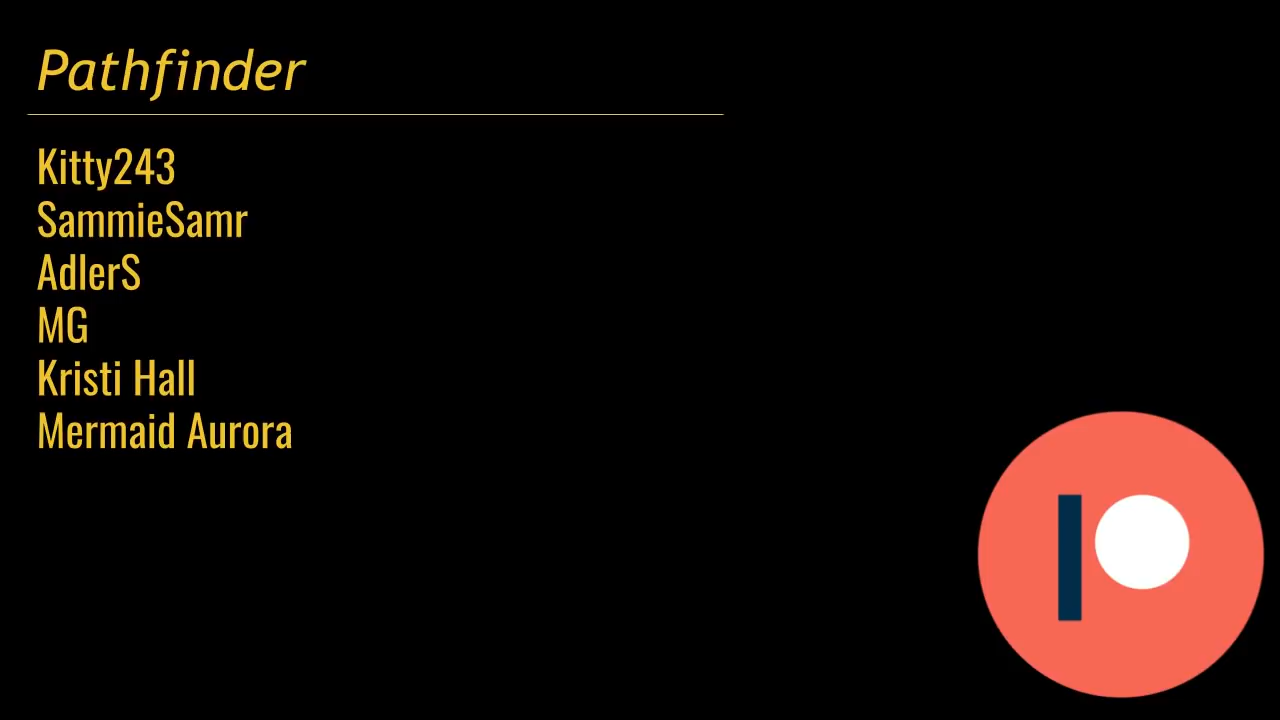 Pathfinder
Kitty243
SammieSamr
AdlerS
MG
Kristi Hall
Mermaid Aurora